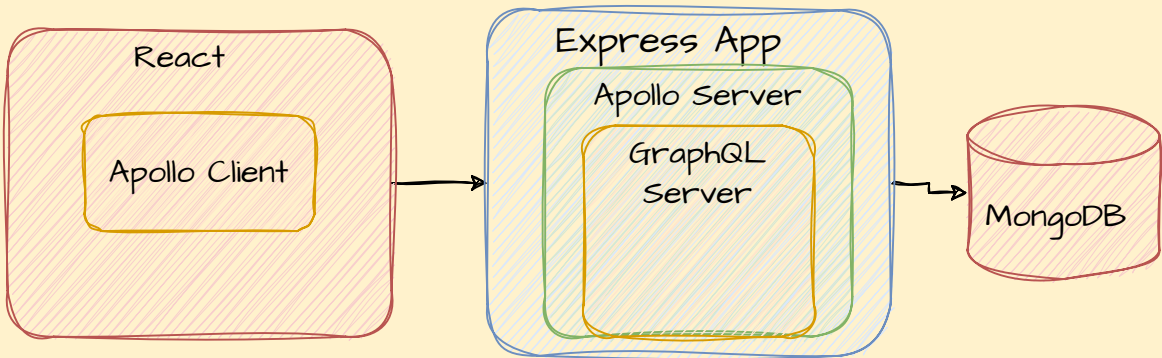 React
Apollo Client
Express App
Apollo Server
GraphQL
Server
MongoDB